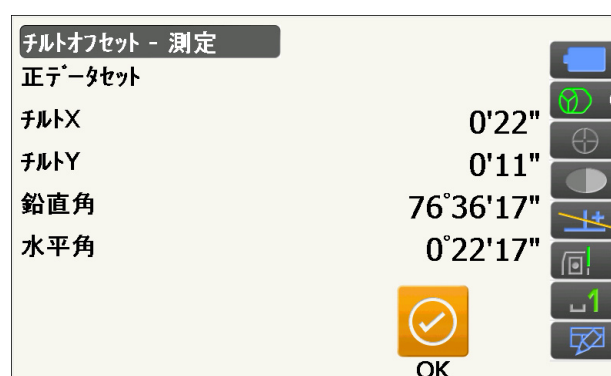 チルトオフセット - 測定
正データセット
チルトX 0'22"
チルトY 0'11"
鉛直角 76°36'17"
水平角 0°22'17"
OK
1